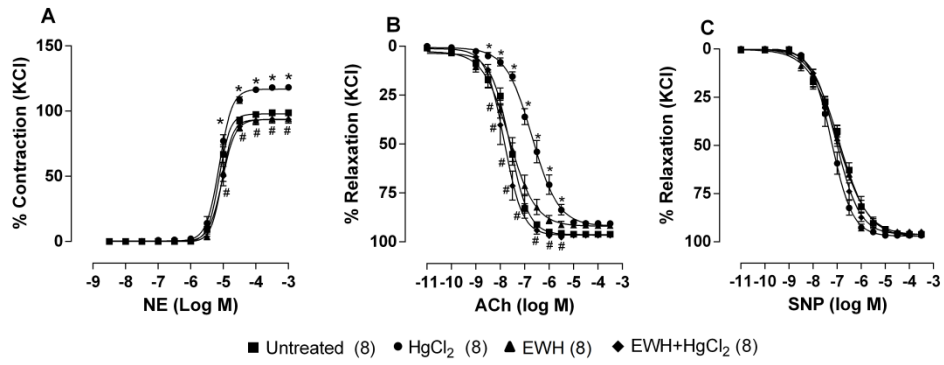 A
B
C
% Contraction (KCl)
150
100
50
0
-9 -8 -7 -6 -5 -4 -3
NE (Log M)
* * * * *
# # # # #
% Relaxation (KCl)
0
25
50
75
100
-11 -10 -9 -8 -7 -6 -5 -4 -3
ACh (log M)
* * * * * * *
# # # # # # #
% Relaxation (KCl)
0
25
50
75
100
-11 -10 -9 -8 -7 -6 -5 -4 -3
SNP (log M)
Untreated (8) HgCl₂ (8) EWH (8) EWH+HgCl₂ (8)